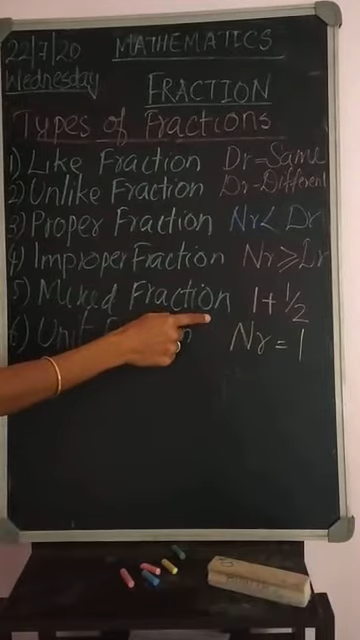 22/7/20 MATHEMATICS
Wednesday
FRACTION
Types of Fractions
1) Like Fraction Dr=Same
2) Unlike Fraction Dr-Different
3) Proper Fraction Nr< Dr
4) Improper Fraction Nr ≥ Dr
5) Mixed Fraction 1+1/2
6) Unit Nr = 1